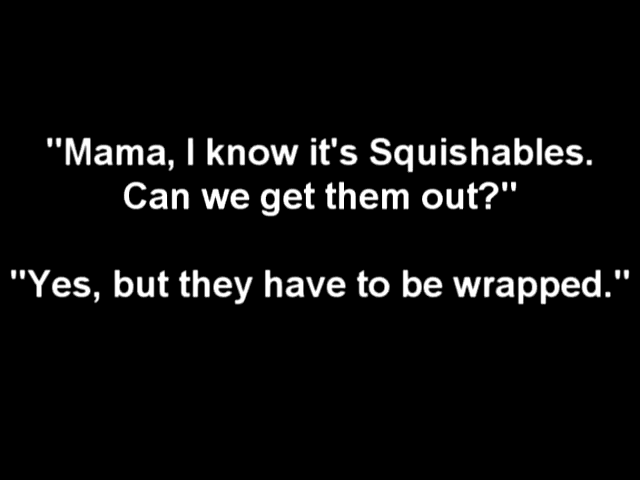 "Mama, I know it's Squishables.
Can we get them out?"
"Yes, but they have to be wrapped."